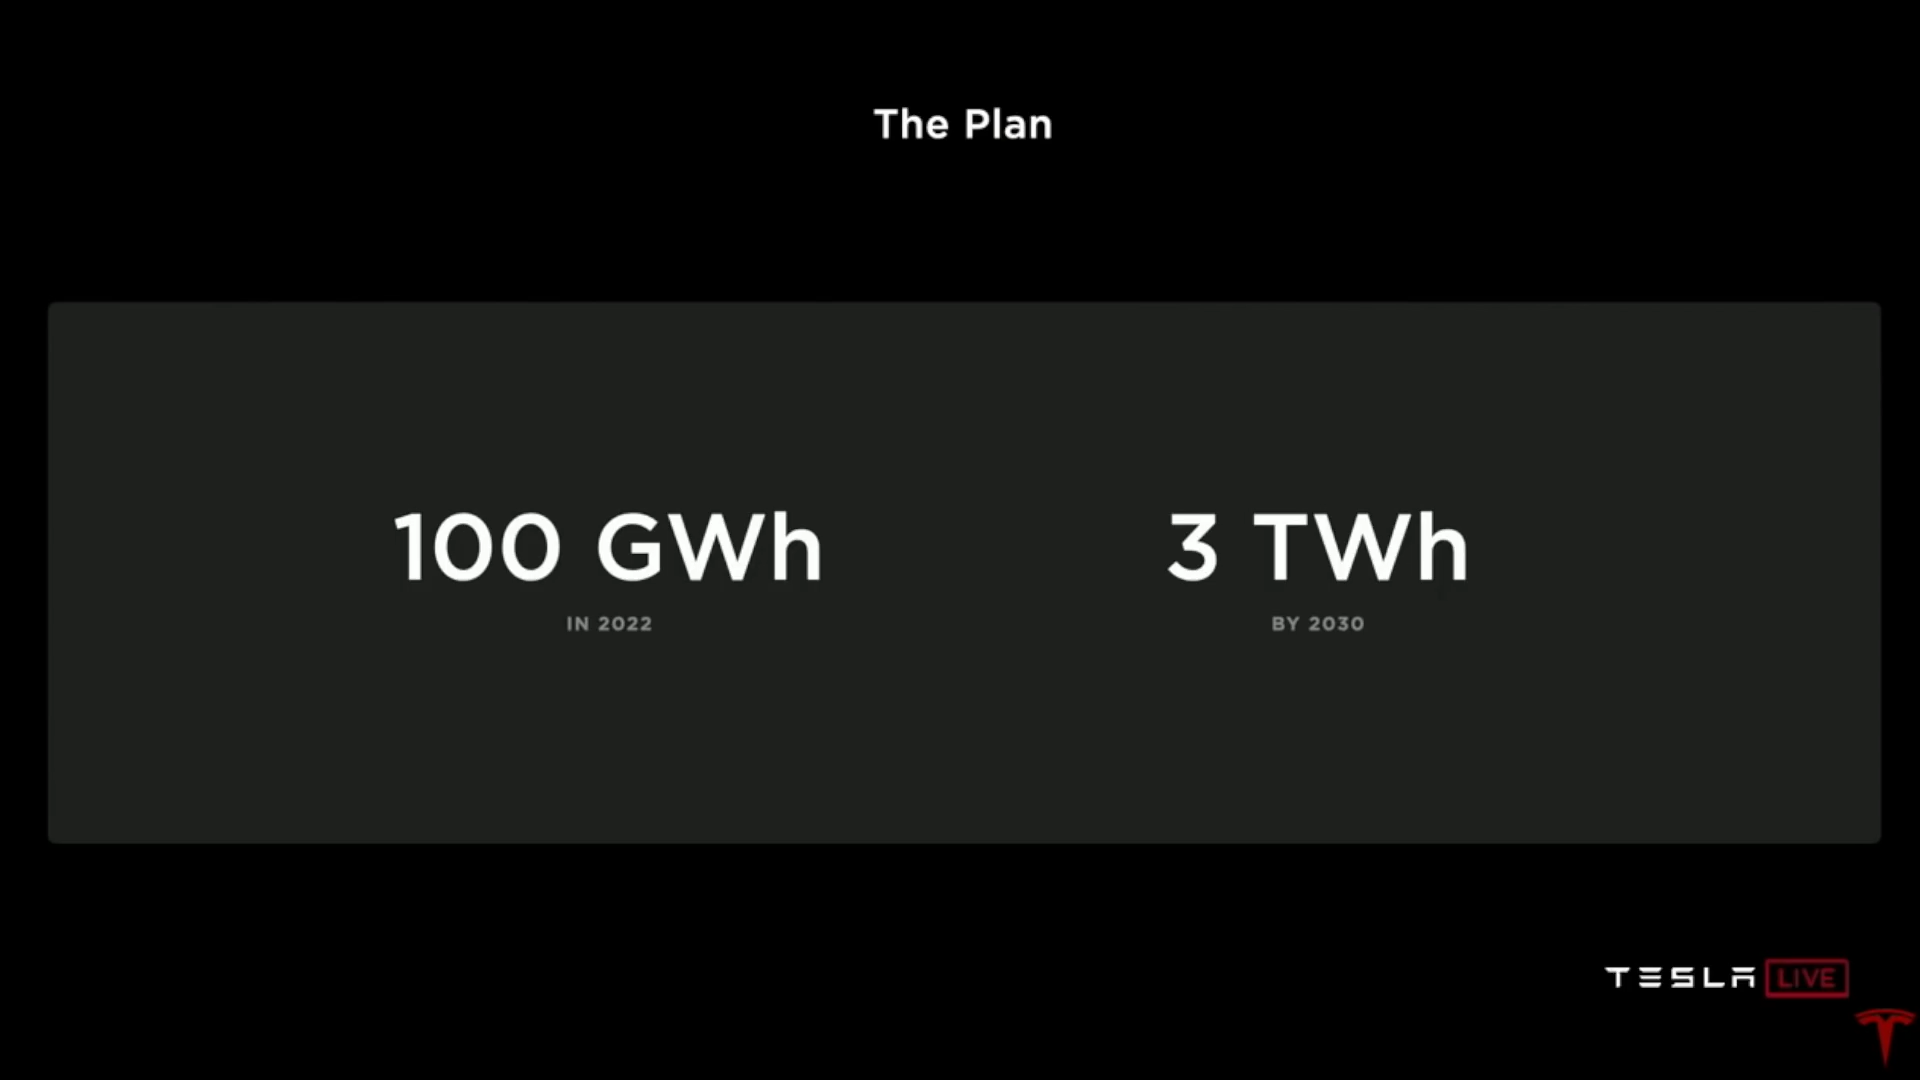 The Plan
100 GWh
IN 2022
3 TWh
BY 2030
TESLA LIVE